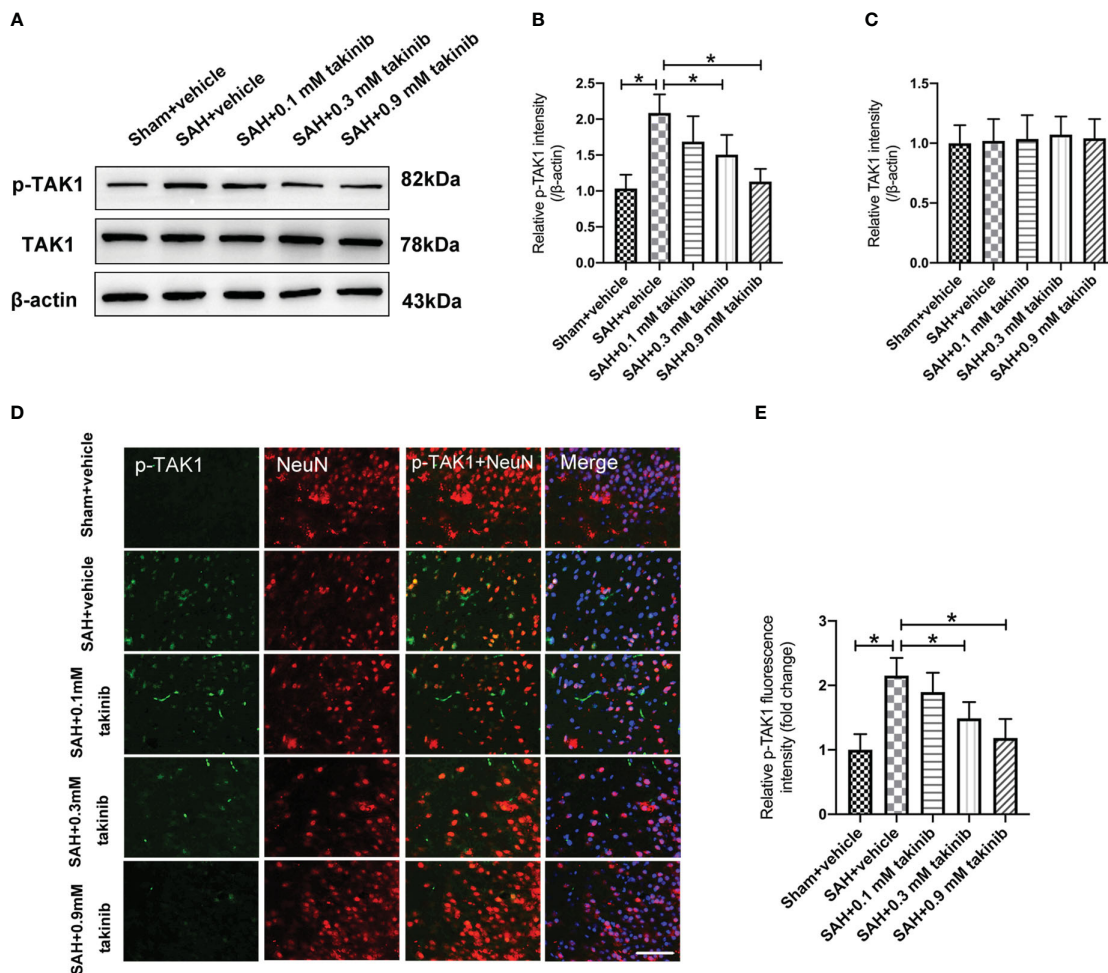 A
Sham+vehicle
SAH+vehicle
SAH+0.1 mM takinib
SAH+0.3 mM takinib
SAH+0.9 mM takinib
p-TAK1
82kDa
TAK1
78kDa
β-actin
43kDa
B
Relative p-TAK1 intensity
(/β-actin)
2.5
2.0
1.5
1.0
0.5
0.0
*
*
*
Sham+vehicle
SAH+vehicle
SAH+0.1 mM takinib
SAH+0.3 mM takinib
SAH+0.9 mM takinib
C
Relative TAK1 intensity
(/β-actin)
1.5
1.0
0.5
0.0
Sham+vehicle
SAH+vehicle
SAH+0.1 mM takinib
SAH+0.3 mM takinib
SAH+0.9 mM takinib
D
p-TAK1
NeuN
p-TAK1+NeuN
Merge
Sham+vehicle
SAH+vehicle
SAH+0.1mM
takinib
SAH+0.3mM
takinib
SAH+0.9mM
takinib
E
Relative p-TAK1 fluorescence
intensity (fold change)
3
2
1
0
*
*
*
Sham+vehicle
SAH+vehicle
SAH+0.1 mM takinib
SAH+0.3 mM takinib
SAH+0.9 mM takinib